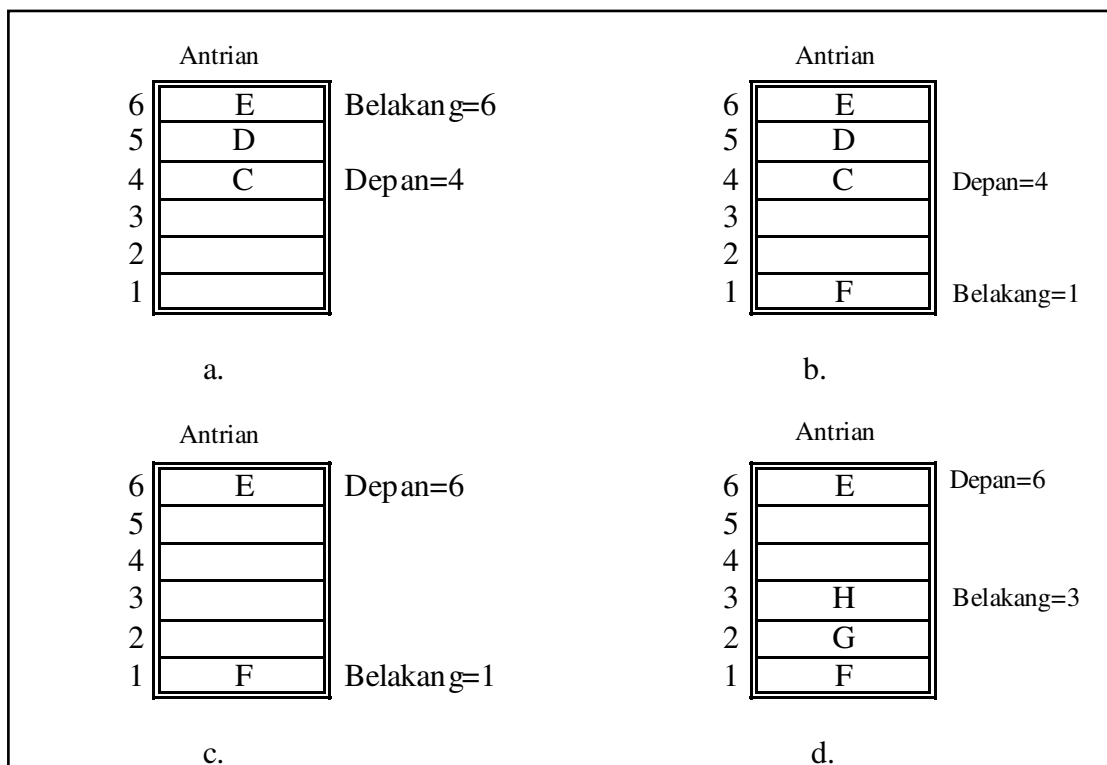 Antrian
6 E Belakang=6
5 D
4 C Depan=4
3
2
1
a.
Antrian
6 E
5 D
4 C Depan=4
3
2
1 F Belakang=1
b.
Antrian
6 E Depan=6
5
4
3
2
1 F Belakang=1
c.
Antrian
6 E Depan=6
5
4
3 H Belakang=3
2 G
1 F
d.